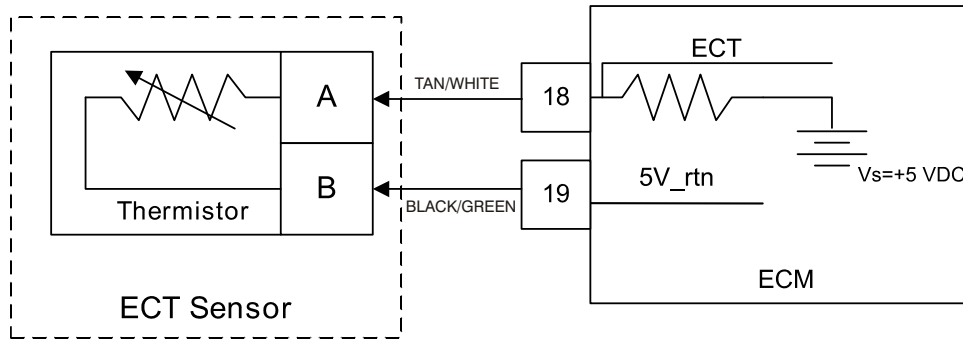 ECT
A
TAN/WHITE
18
B
BLACK/GREEN
19
5V_rtn
Vs=+5 VDC
Thermistor
ECM
ECT Sensor